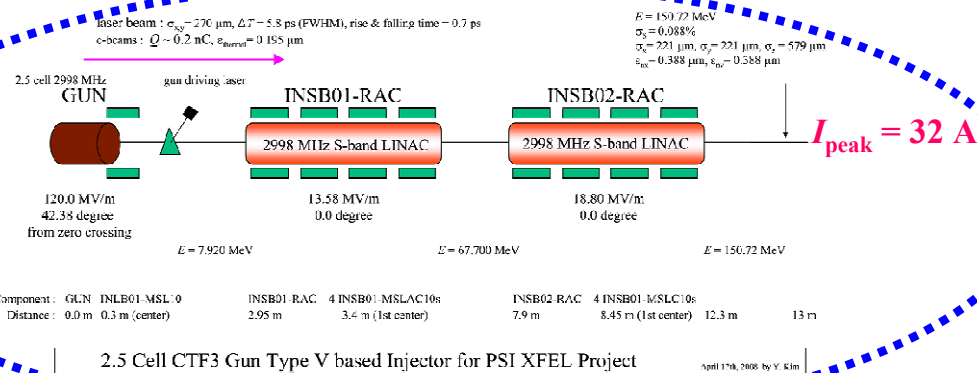 laser beam : σx,y= 270 μm, ΔT = 5.8 ps (FWHM), rise & falling time = 0.7 ps
e-beams : Q ~ 0.2 nC, εthermal= 0.195 μm
E = 150.72 MeV
σδ= 0.088%
σx= 221 μm, σy= 221 μm, σz = 579 μm
εnx= 0.388 μm, εny= 0.388 μm
2.5 cell 2998 MHz
GUN
gun driving laser
INSB01-RAC
INSB02-RAC
2998 MHz S-band LINAC
2998 MHz S-band LINAC
Ipeak = 32 A
120.0 MV/m
42.38 degree
from zero crossing
13.58 MV/m
0.0 degree
18.80 MV/m
0.0 degree
E = 7.920 MeV
E = 67.700 MeV
E = 150.72 MeV
Component : GUN INLB01-MSL10 INSB01-RAC 4 INSB01-MSLAC10s INSB02-RAC 4 INSB01-MSLC10s
Distance : 0.0 m 0.3 m (center) 2.95 m 3.4 m (1st center) 7.9 m 8.45 m (1st center) 12.3 m 13 m
2.5 Cell CTF3 Gun Type V based Injector for PSI XFEL Project
April 17th, 2008 by Y. Kim